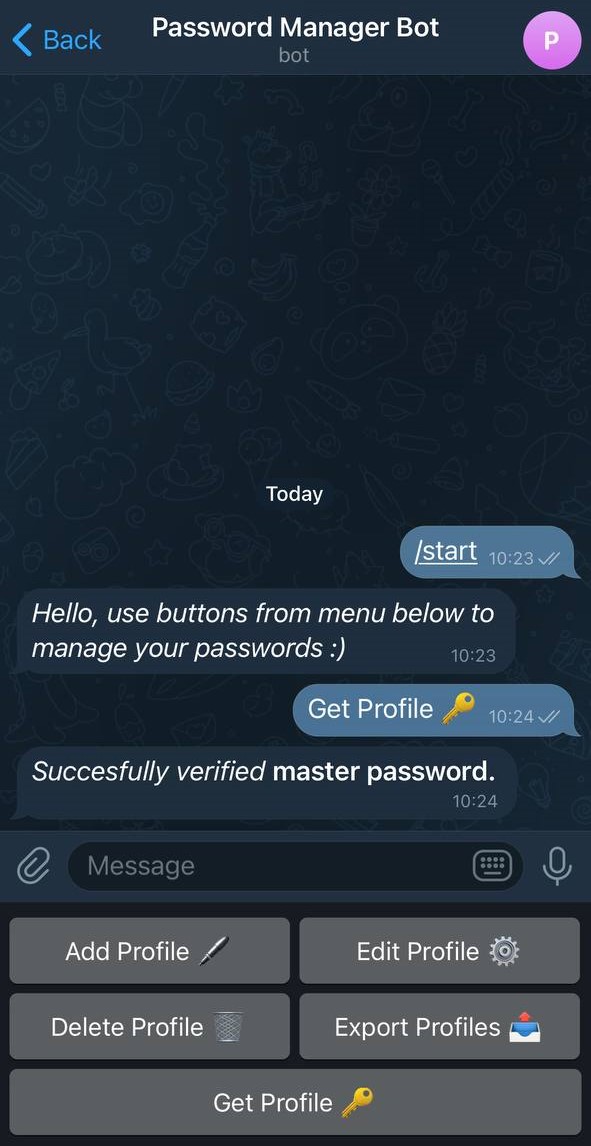 Back
Password Manager Bot
bot
P
Today
/start 10:23
Hello, use buttons from menu below to
manage your passwords :) 10:23
Get Profile 🔑 10:24
Succesfully verified master password.
10:24
Message
Add Profile 🖋️ Edit Profile ⚙️
Delete Profile 🗑️ Export Profiles 📤
Get Profile 🔑